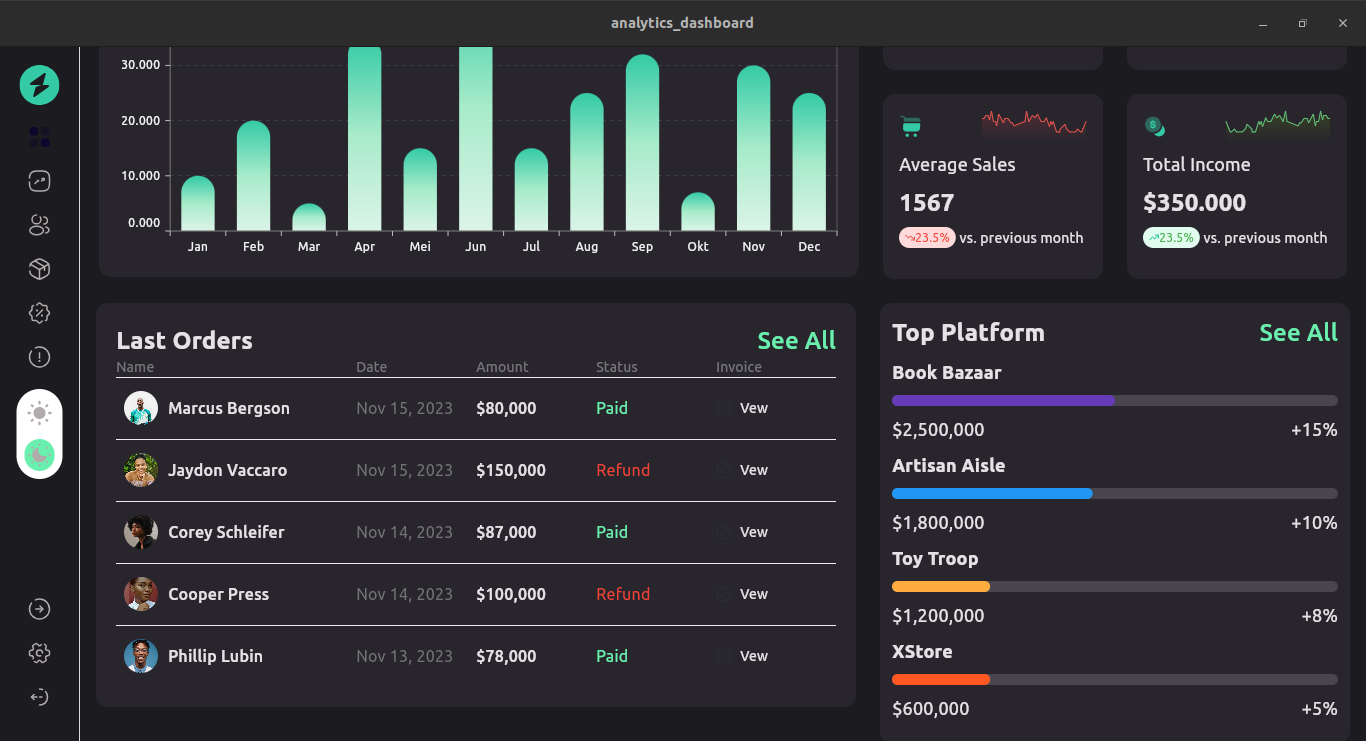 analytics_dashboard
30.000
20.000
10.000
0.000
Jan Feb Mar Apr Mei Jun Jul Aug Sep Okt Nov Dec
Average Sales
1567
23.5% vs. previous month
Total Income
$350.000
23.5% vs. previous month
Last Orders See All
Name Date Amount Status Invoice
Marcus Bergson Nov 15, 2023 $80,000 Paid Vew
Jaydon Vaccaro Nov 15, 2023 $150,000 Refund Vew
Corey Schleifer Nov 14, 2023 $87,000 Paid Vew
Cooper Press Nov 14, 2023 $100,000 Refund Vew
Phillip Lubin Nov 13, 2023 $78,000 Paid Vew
Top Platform See All
Book Bazaar
$2,500,000 +15%
Artisan Aisle
$1,800,000 +10%
Toy Troop
$1,200,000 +8%
XStore
$600,000 +5%